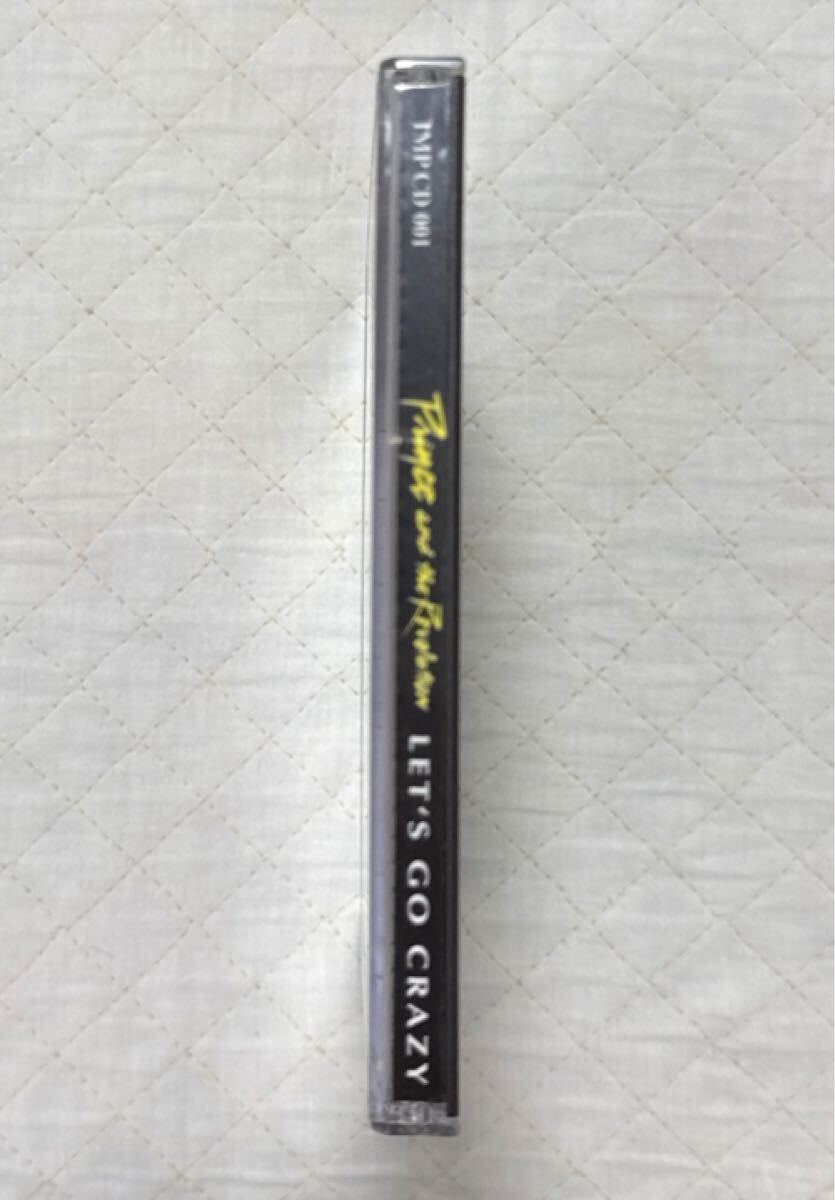 TMPCD 001
Prince and the Revolution
LET'S GO CRAZY